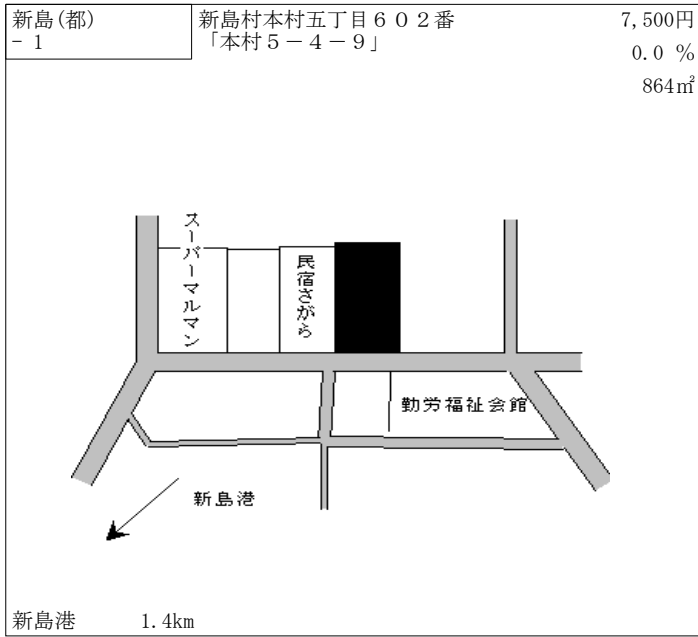 新島(都)
- 1
新島村本村五丁目６０２番
「本村５－４－９」
7,500円
0.0 %
864㎡
スーパーマルマン
民宿さがら
勤労福祉会館
新島港
新島港 1.4km